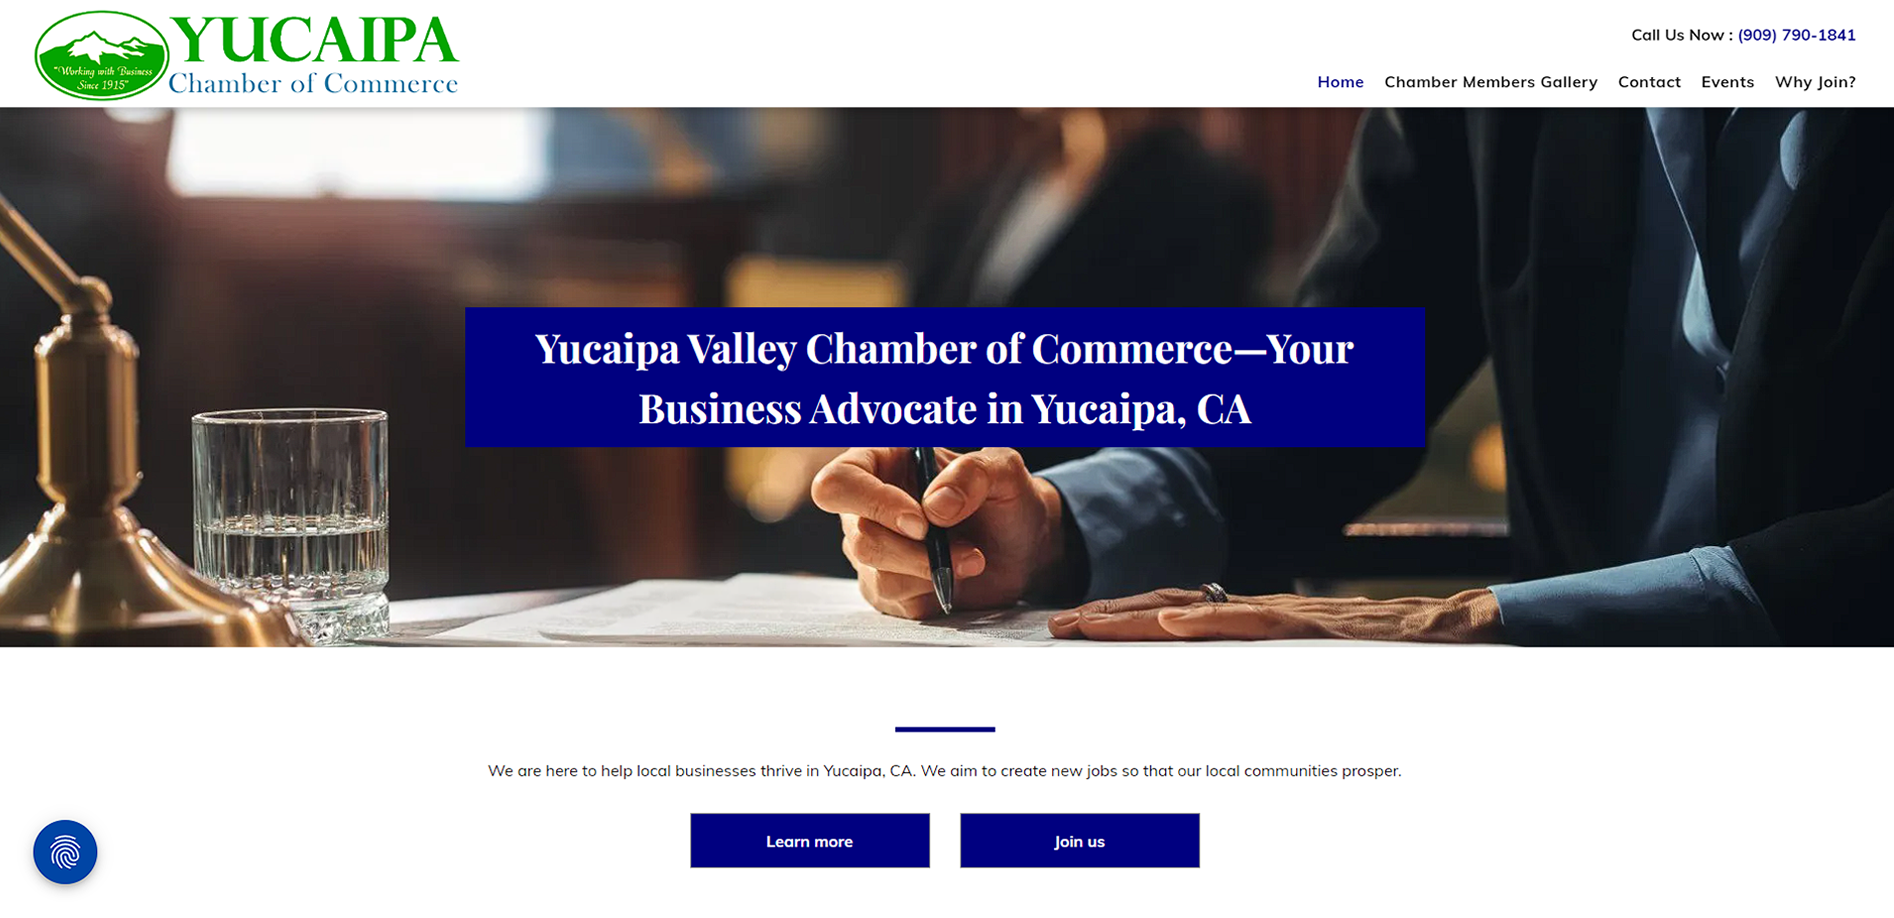 YUCAIPA
"Working with Business
Since 1915"
Chamber of Commerce
Call Us Now : (909) 790-1841
Home Chamber Members Gallery Contact Events Why Join?
Yucaipa Valley Chamber of Commerce—Your
Business Advocate in Yucaipa, CA
We are here to help local businesses thrive in Yucaipa, CA. We aim to create new jobs so that our local communities prosper.
Learn more
Join us